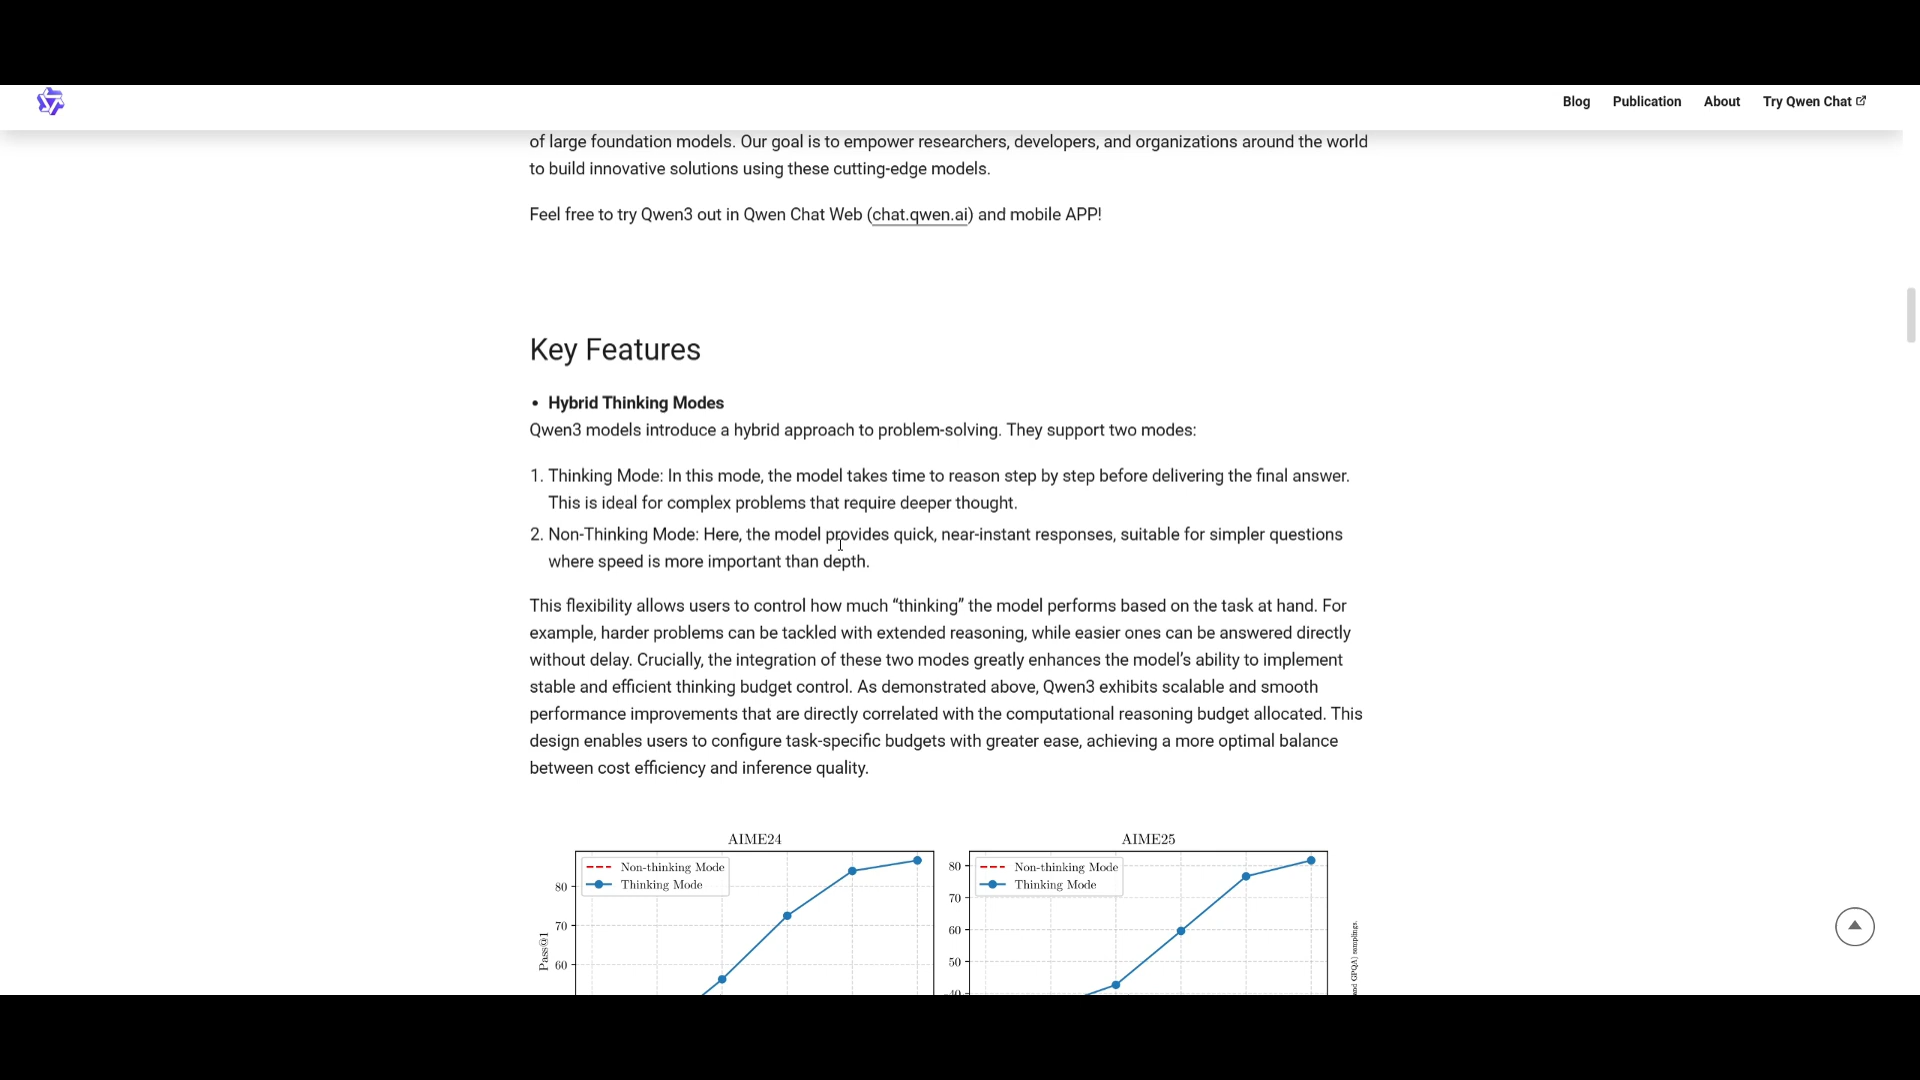 Blog Publication About Try Qwen Chat
of large foundation models. Our goal is to empower researchers, developers, and organizations around the world
to build innovative solutions using these cutting-edge models.
Feel free to try Qwen3 out in Qwen Chat Web (chat.qwen.ai) and mobile APP!
Key Features
• Hybrid Thinking Modes
Qwen3 models introduce a hybrid approach to problem-solving. They support two modes:
1. Thinking Mode: In this mode, the model takes time to reason step by step before delivering the final answer.
This is ideal for complex problems that require deeper thought.
2. Non-Thinking Mode: Here, the model provides quick, near-instant responses, suitable for simpler questions
where speed is more important than depth.
This flexibility allows users to control how much “thinking” the model performs based on the task at hand. For
example, harder problems can be tackled with extended reasoning, while easier ones can be answered directly
without delay. Crucially, the integration of these two modes greatly enhances the model’s ability to implement
stable and efficient thinking budget control. As demonstrated above, Qwen3 exhibits scalable and smooth
performance improvements that are directly correlated with the computational reasoning budget allocated. This
design enables users to configure task-specific budgets with greater ease, achieving a more optimal balance
between cost efficiency and inference quality.
AIME24
Non-thinking Mode
Thinking Mode
80
70
60
Pass@1
AIME25
Non-thinking Mode
Thinking Mode
80
70
60
50
40
and GPQA) samplings.